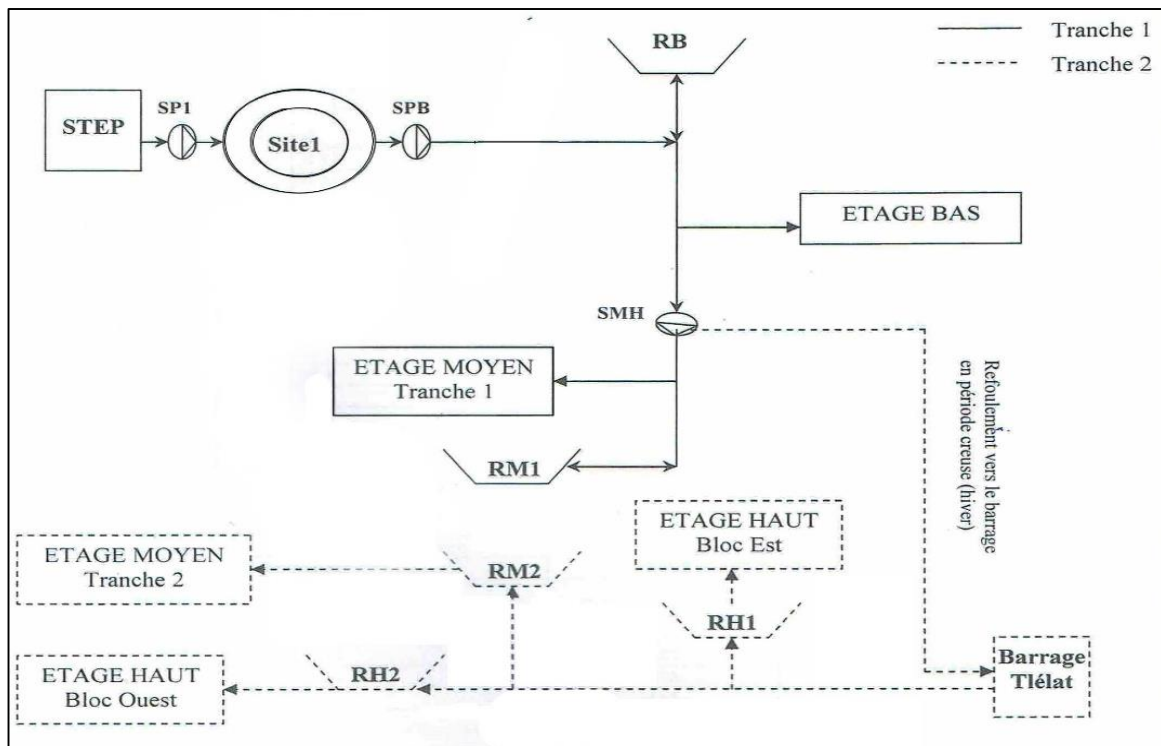 RB
Tranche 1
Tranche 2
SP1
SPB
STEP
Site1
ETAGE BAS
SMH
ETAGE MOYEN
Tranche 1
Refoulement vers le barrage
en période creuse (hiver)
RM1
ETAGE HAUT
Bloc Est
ETAGE MOYEN
Tranche 2
RM2
RH1
ETAGE HAUT
Bloc Ouest
RH2
Barrage
Tlélat